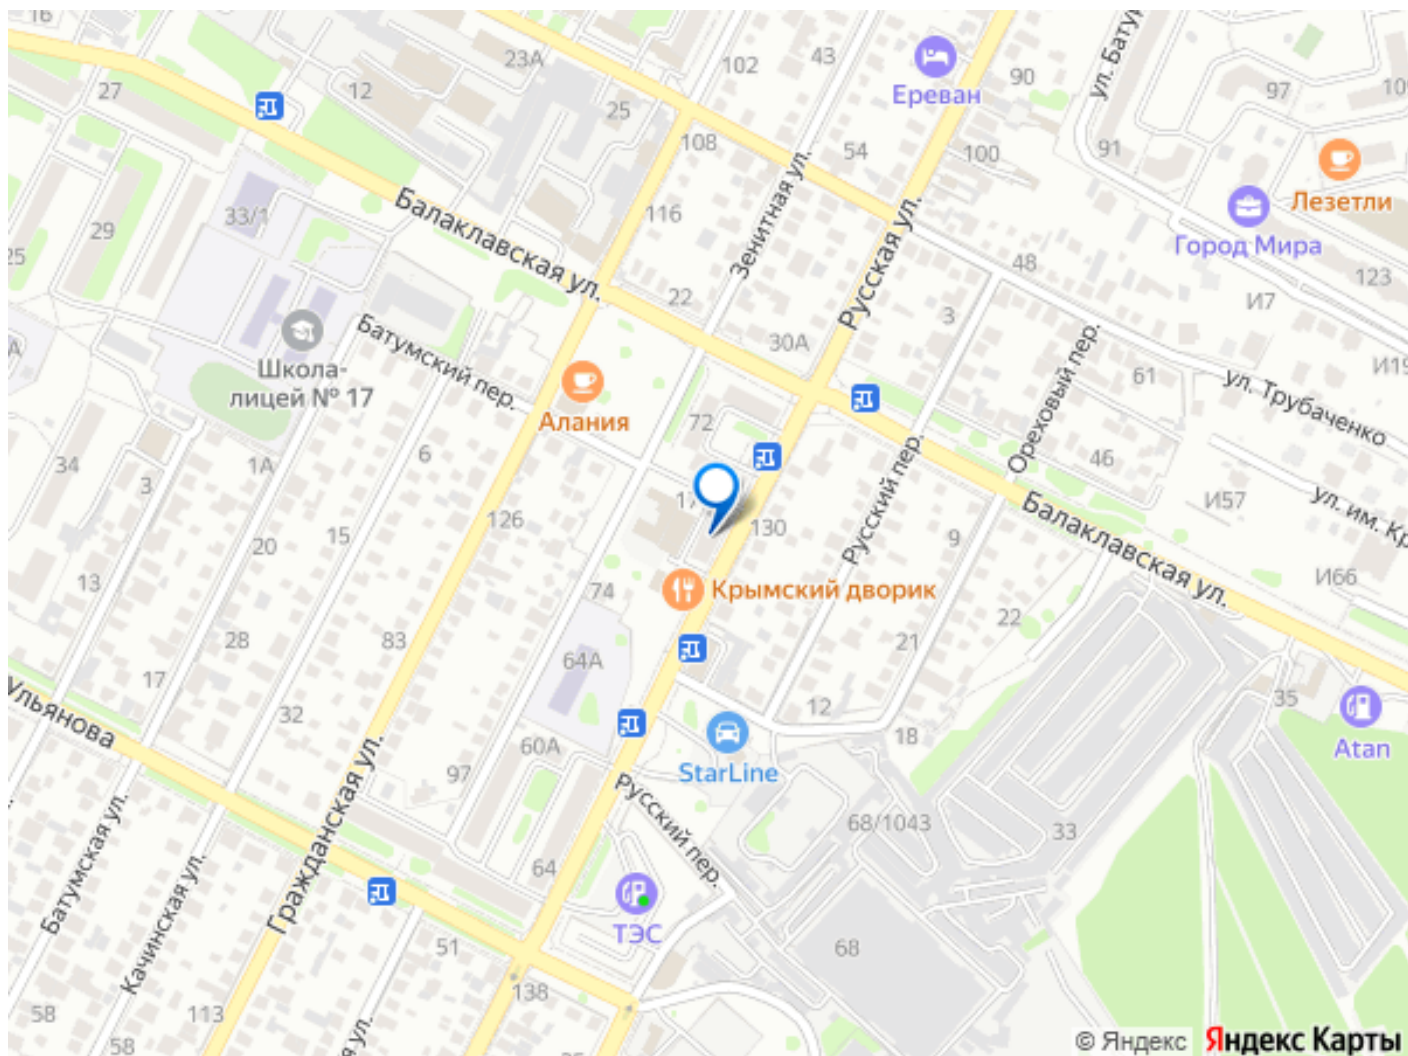 16
23А
102
43
Ереван
90
ул. Батум
97
109
27
12
25
108
54
100
91
Лезетли
33/1
Балаклавская ул.
116
Зенитная ул.
Русская ул.
Город Мира
29
25
22
48
123
И7
3
30А
Батумский пер.
Школа-
лицей № 17
Алания
72
Ореховый пер.
61
И19
ул. Трубаченко
34
1А
6
46
3
Русский пер.
И57
ул. им. Кр
15
126
17
130
9
Балаклавская ул.
20
13
74
Крымский дворик
И66
28
83
21
22
64А
17
12
18
35
Ульянова
32
60А
StarLine
Atan
97
Гражданская ул.
Русский пер.
68/1043
33
Батумская ул.
Качинская ул.
64
ТЭС
51
68
138
58
113
58
я ул.
© Яндекс Яндекс Карты